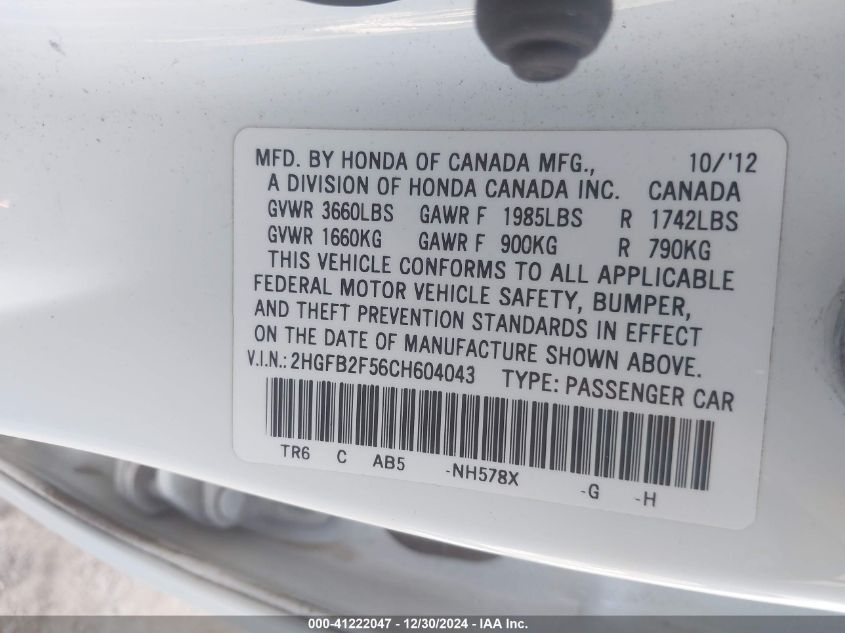 MFD. BY HONDA OF CANADA MFG., 10/'12
A DIVISION OF HONDA CANADA INC. CANADA
GVWR 3660LBS GAWR F 1985LBS R 1742LBS
GVWR 1660KG GAWR F 900KG R 790KG
THIS VEHICLE CONFORMS TO ALL APPLICABLE
FEDERAL MOTOR VEHICLE SAFETY, BUMPER,
AND THEFT PREVENTION STANDARDS IN EFFECT
ON THE DATE OF MANUFACTURE SHOWN ABOVE.
V.I.N.: 2HGFB2F56CH604043 TYPE: PASSENGER CAR
TR6 C AB5 -NH578X -G -H
000-41222047 - 12/30/2024 - IAA Inc.